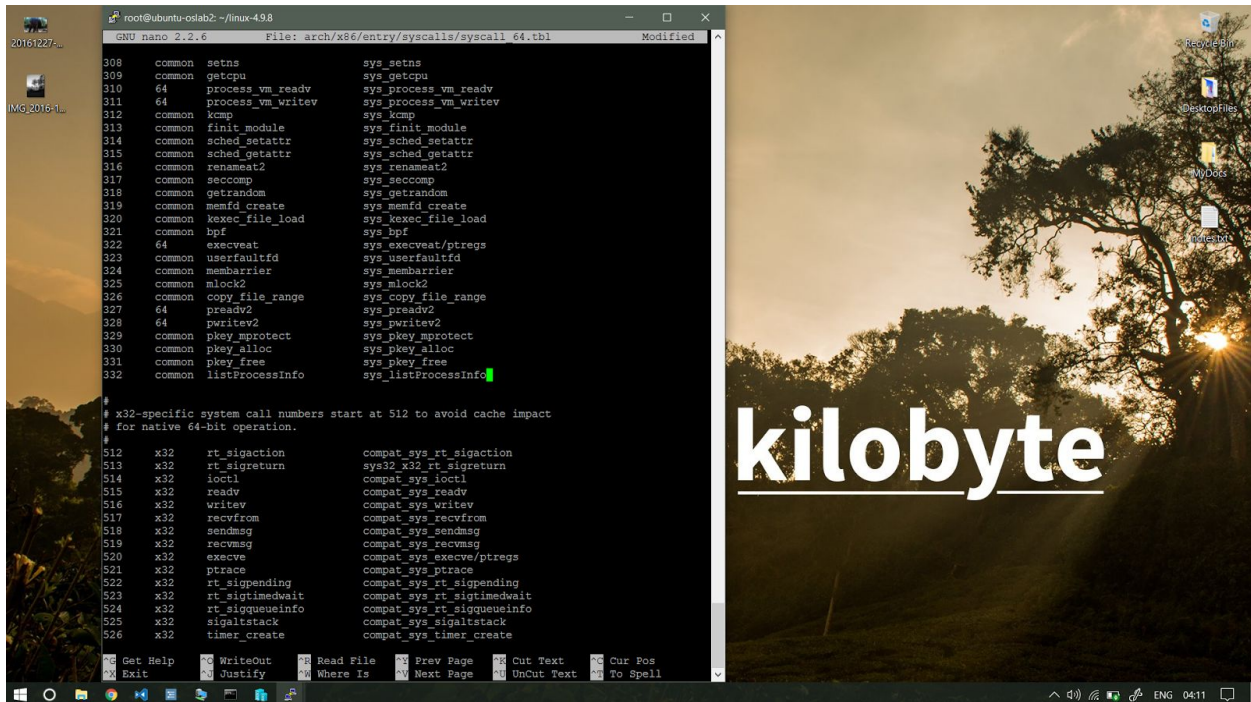 20161227-...
IMG_2016-1...
root@ubuntu-oslab2: ~/linux-4.9.8
GNU nano 2.2.6 File: arch/x86/entry/syscalls/syscall_64.tbl Modified
308 common setns sys_setns
309 common getcpu sys_getcpu
310 64 process_vm_readv sys_process_vm_readv
311 64 process_vm_writev sys_process_vm_writev
312 common kcmp sys_kcmp
313 common finit_module sys_finit_module
314 common sched_setattr sys_sched_setattr
315 common sched_getattr sys_sched_getattr
316 common renameat2 sys_renameat2
317 common seccomp sys_seccomp
318 common getrandom sys_getrandom
319 common memfd_create sys_memfd_create
320 common kexec_file_load sys_kexec_file_load
321 common bpf sys_bpf
322 64 execveat sys_execveat/ptregs
323 common userfaultfd sys_userfaultfd
324 common membarrier sys_membarrier
325 common mlock2 sys_mlock2
326 common copy_file_range sys_copy_file_range
327 64 preadv2 sys_preadv2
328 64 pwritev2 sys_pwritev2
329 common pkey_mprotect sys_pkey_mprotect
330 common pkey_alloc sys_pkey_alloc
331 common pkey_free sys_pkey_free
332 common listProcessInfo sys_listProcessInfo
#
# x32-specific system call numbers start at 512 to avoid cache impact
# for native 64-bit operation.
#
512 x32 rt_sigaction compat_sys_rt_sigaction
513 x32 rt_sigreturn sys32_x32_rt_sigreturn
514 x32 ioctl compat_sys_ioctl
515 x32 readv compat_sys_readv
516 x32 writev compat_sys_writev
517 x32 recvfrom compat_sys_recvfrom
518 x32 sendmsg compat_sys_sendmsg
519 x32 recvmsg compat_sys_recvmsg
520 x32 execve compat_sys_execve/ptregs
521 x32 ptrace compat_sys_ptrace
522 x32 rt_sigpending compat_sys_rt_sigpending
523 x32 rt_sigtimedwait compat_sys_rt_sigtimedwait
524 x32 rt_sigqueueinfo compat_sys_rt_sigqueueinfo
525 x32 sigaltstack compat_sys_sigaltstack
526 x32 timer_create compat_sys_timer_create
^G Get Help ^O WriteOut ^R Read File ^Y Prev Page ^K Cut Text ^C Cur Pos
^X Exit ^J Justify ^W Where Is ^V Next Page ^U UnCut Text ^T To Spell
Recycle Bin
DesktopFiles
MyDocs
notes.txt
kilobyte
ENG 04:11